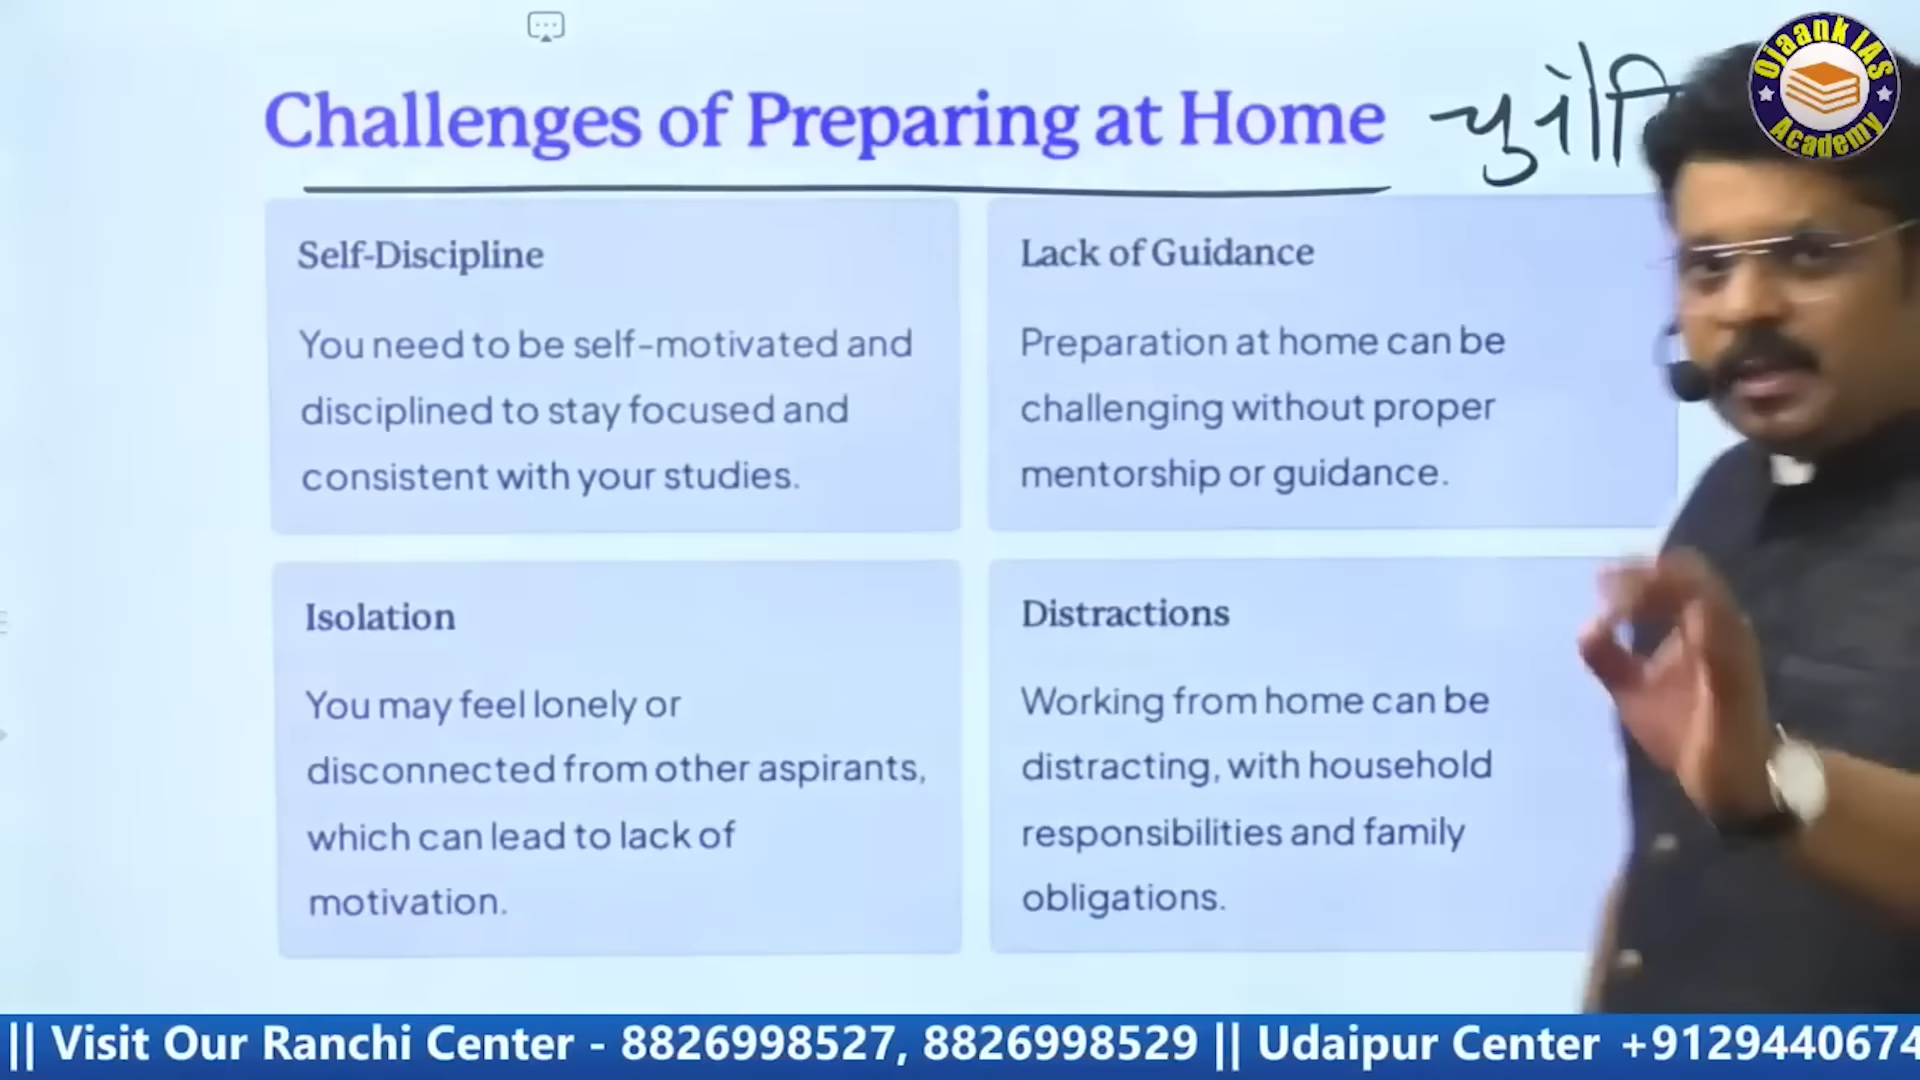 Ojaank IAS
Academy
Challenges of Preparing at Home
Self-Discipline
You need to be self-motivated and
disciplined to stay focused and
consistent with your studies.
Lack of Guidance
Preparation at home can be
challenging without proper
mentorship or guidance.
Isolation
You may feel lonely or
disconnected from other aspirants,
which can lead to lack of
motivation.
Distractions
Working from home can be
distracting, with household
responsibilities and family
obligations.
|| Visit Our Ranchi Center - 8826998527, 8826998529 || Udaipur Center +9129440674